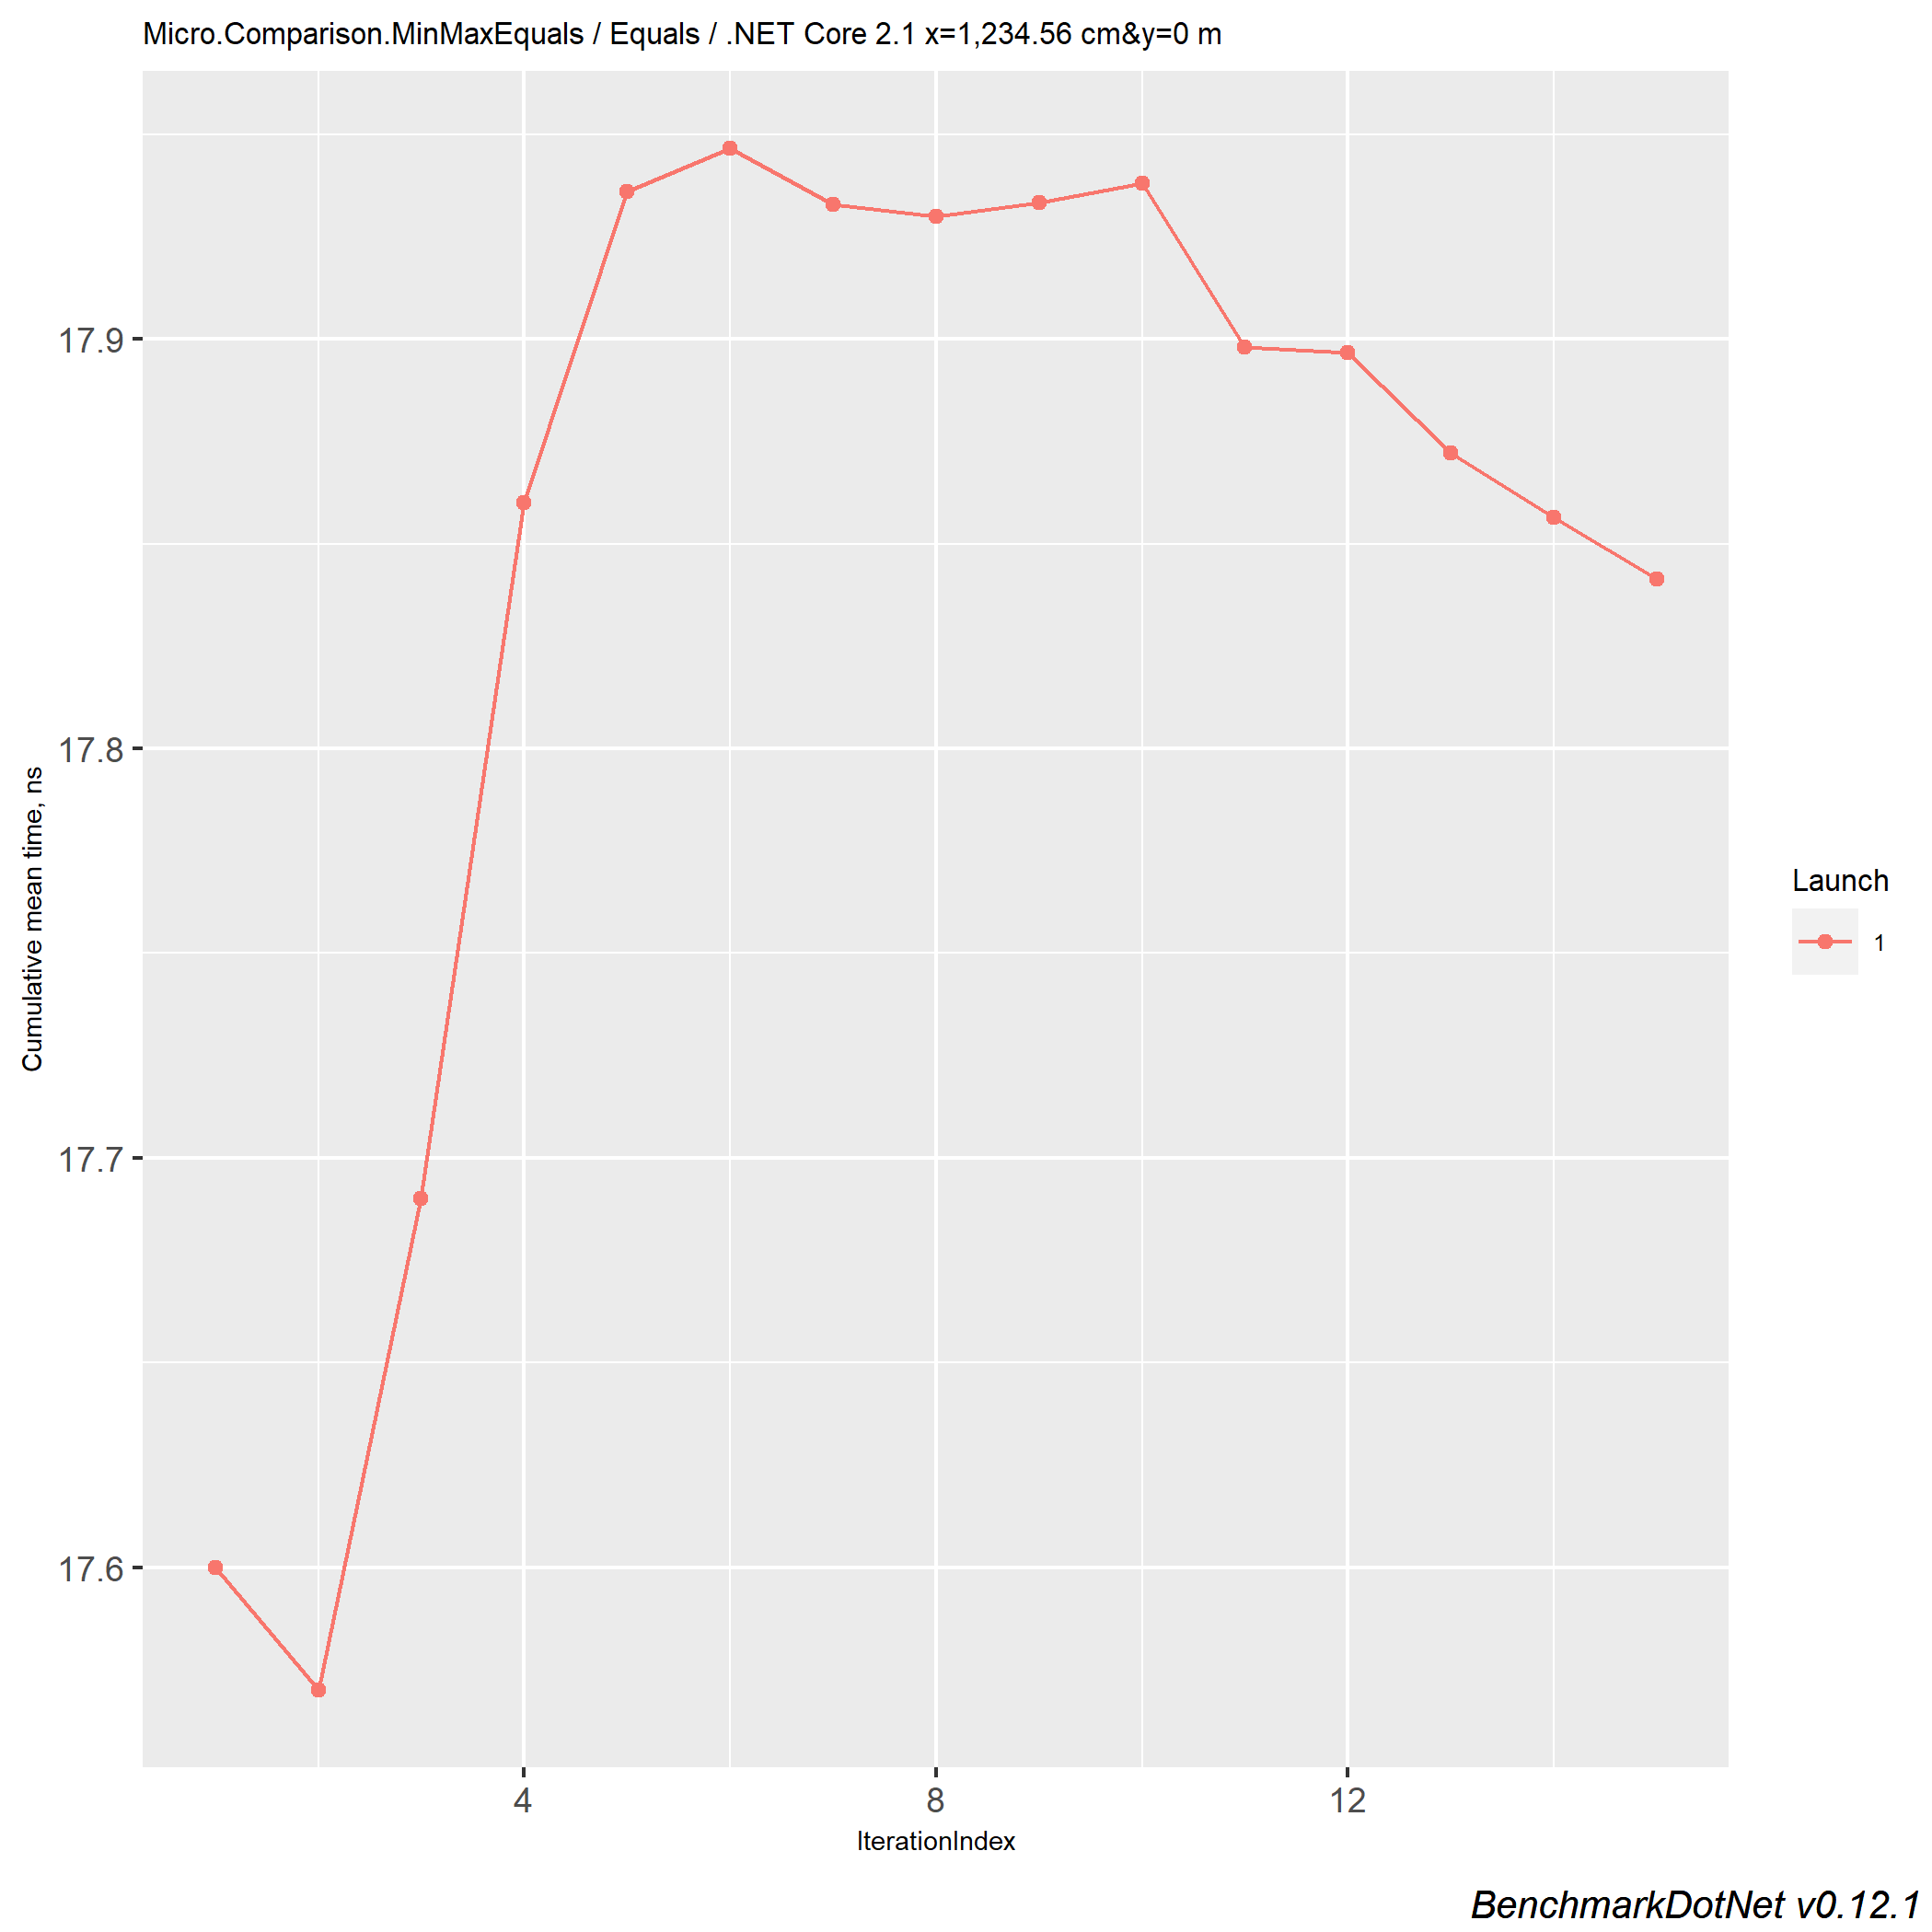 Micro.Comparison.MinMaxEquals / Equals / .NET Core 2.1 x=1,234.56 cm&y=0 m
Cumulative mean time, ns
17.9
17.8
17.7
17.6
4
8
12
IterationIndex
Launch
1
BenchmarkDotNet v0.12.1